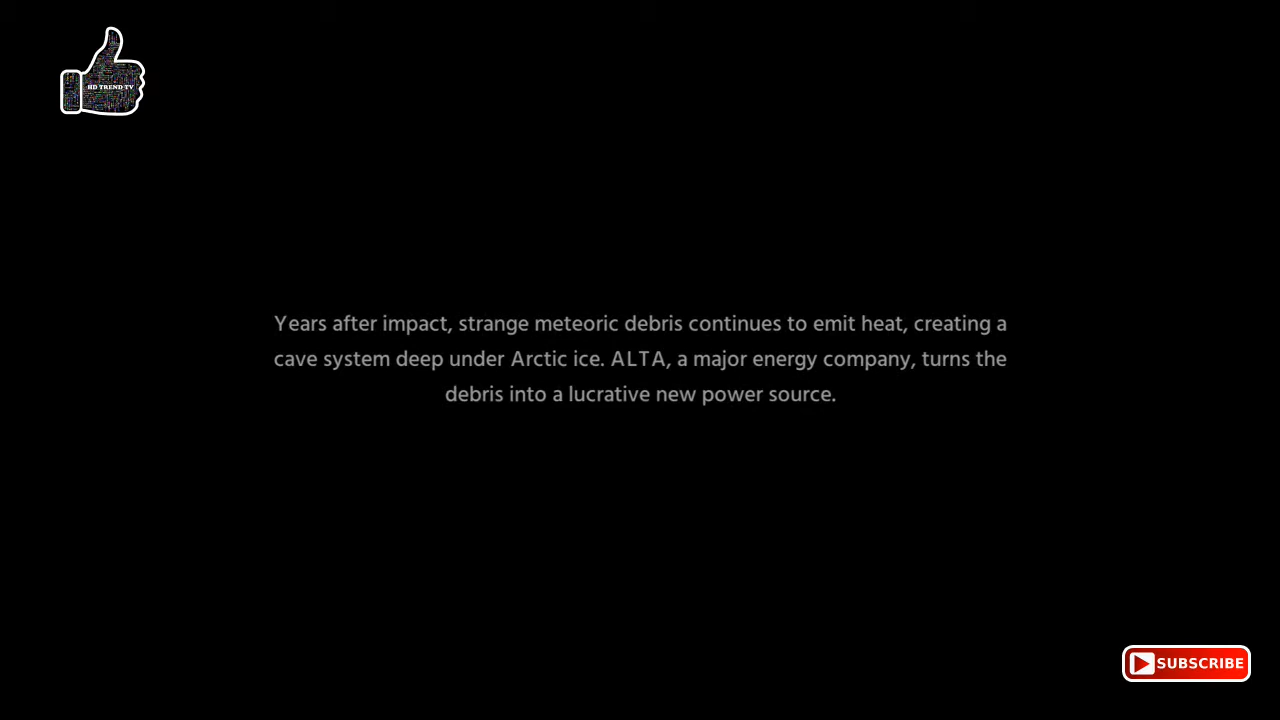 HD TREND TV
Years after impact, strange meteoric debris continues to emit heat, creating a
cave system deep under Arctic ice. ALTA, a major energy company, turns the
debris into a lucrative new power source.
SUBSCRIBE